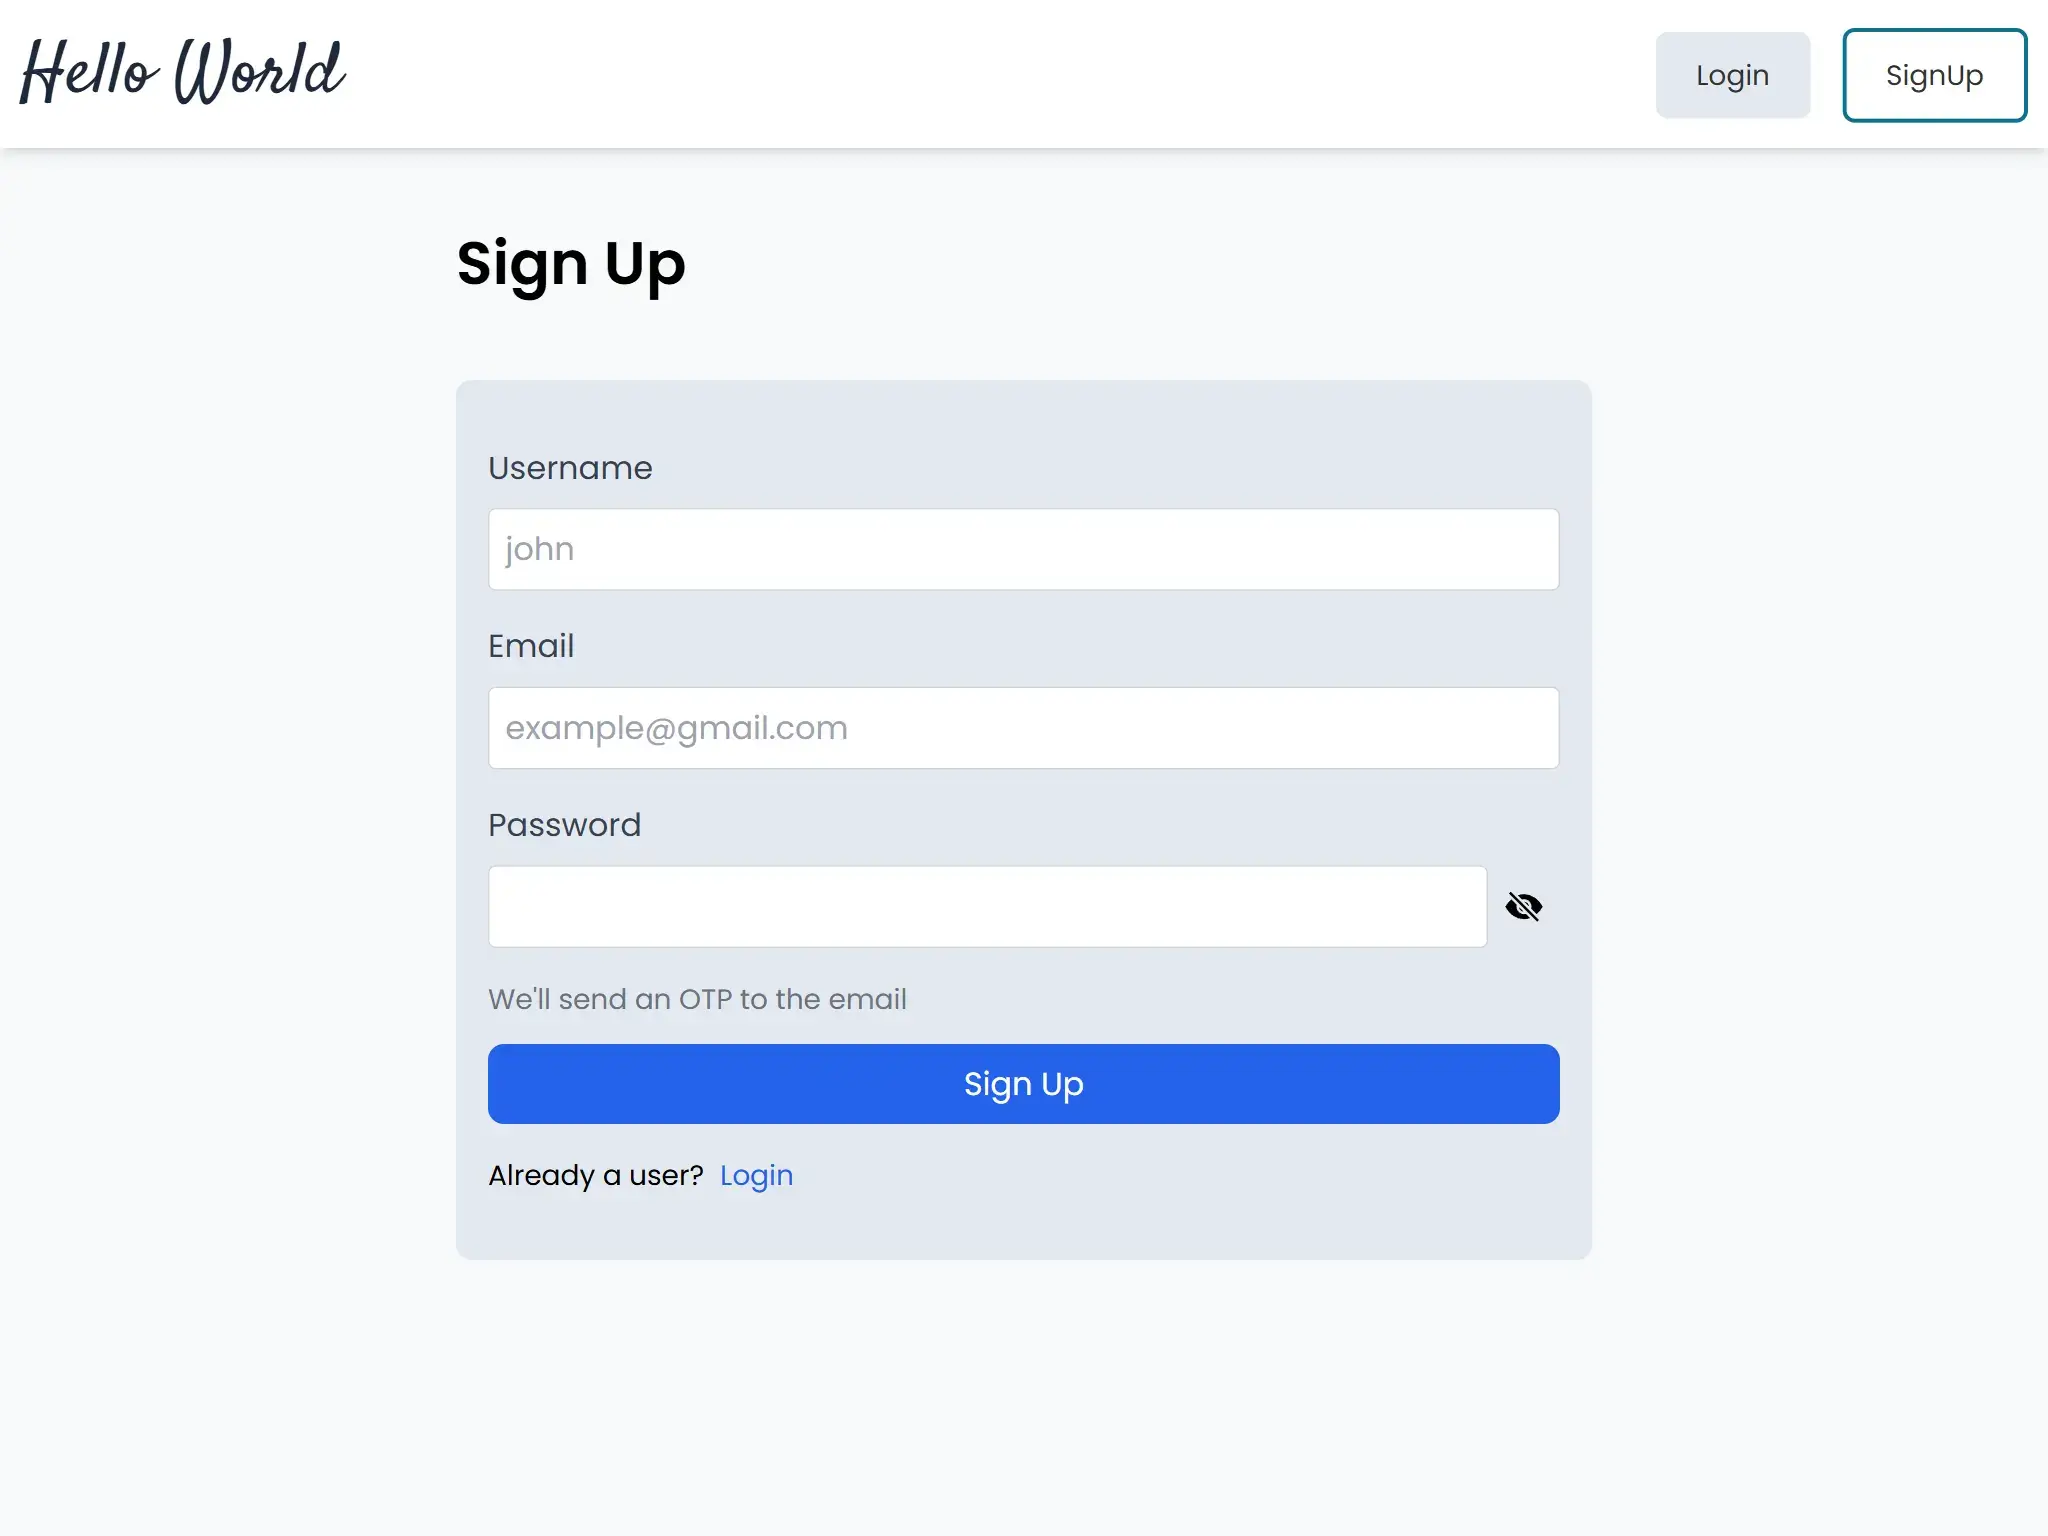 Hello World
Login
SignUp
Sign Up
Username
john
Email
example@gmail.com
Password
We'll send an OTP to the email
Sign Up
Already a user? Login